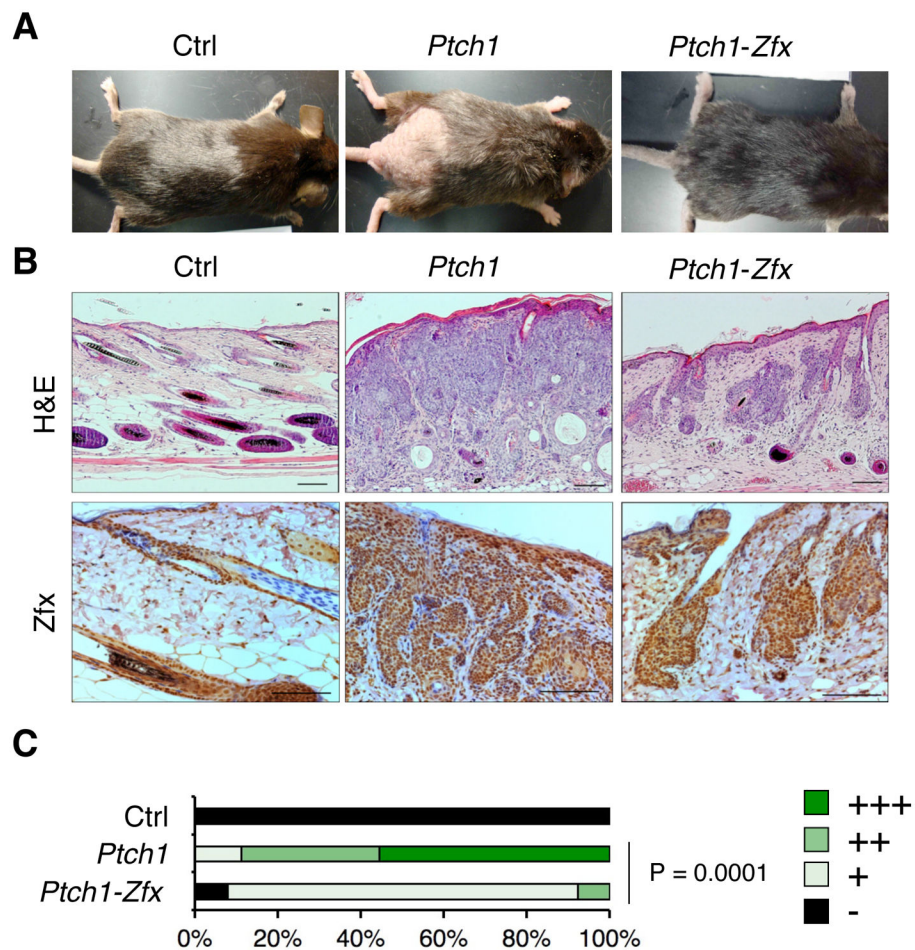 A
Ctrl Ptch1 Ptch1-Zfx
B
Ctrl Ptch1 Ptch1-Zfx
H&E
Zfx
C
Ctrl
Ptch1
Ptch1-Zfx
0% 20% 40% 60% 80% 100%
P = 0.0001
+++
++
+
-